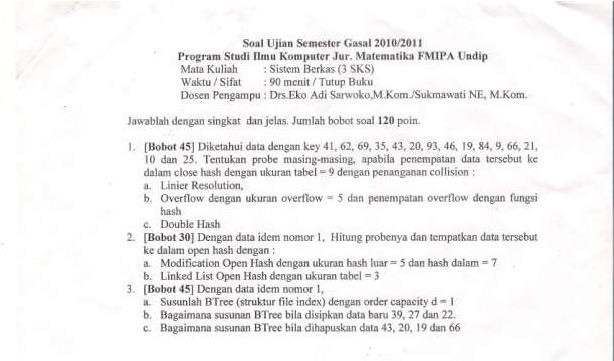 Soal Ujian Semester Gasal 2010/2011
Program Studi Ilmu Komputer Jur. Matematika FMIPA Undip
Mata Kuliah : Sistem Berkas (3 SKS)
Waktu / Sifat : 90 menit / Tutup Buku
Dosen Pengampu : Drs.Eko Adi Sarwoko,M.Kom./Sukmawati NE, M.Kom.
Jawablah dengan singkat dan jelas. Jumlah bobot soal 120 poin.
1. [Bobot 45] Diketahui data dengan key 41, 62, 69, 35, 43, 20, 93, 46, 19, 84, 9, 66, 21,
10 dan 25. Tentukan probe masing-masing, apabila penempatan data tersebut ke
dalam close hash dengan ukuran tabel = 9 dengan penanganan collision :
a. Linier Resolution,
b. Overflow dengan ukuran overflow = 5 dan penempatan overflow dengan fungsi
hash
c. Double Hash
2. [Bobot 30] Dengan data idem nomor 1, Hitung probenya dan tempatkan data tersebut
ke dalam open hash dengan :
a. Modification Open Hash dengan ukuran hash luar = 5 dan hash dalam = 7
b. Linked List Open Hash dengan ukuran tabel = 3
3. [Bobot 45] Dengan data idem nomor 1,
a. Susunlah BTree (struktur file index) dengan order capacity d = 1
b. Bagaimana susunan BTree bila disipkan data baru 39, 27 dan 22.
c. Bagaimana susunan BTree bila dihapuskan data 43, 20, 19 dan 66